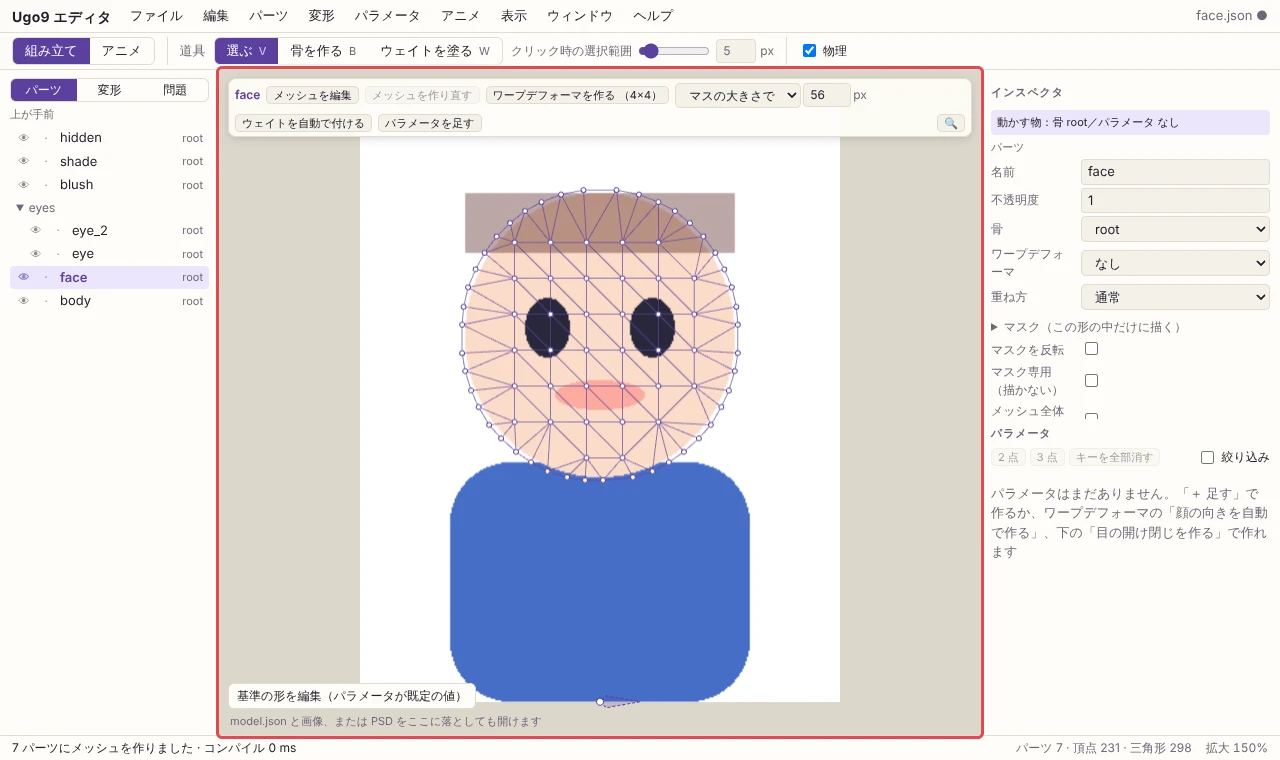 Ugo9 エディタ ファイル 編集 パーツ 変形 パラメータ アニメ 表示 ウィンドウ ヘルプ face.json
組み立て アニメ 道具 選ぶ V 骨を作る B ウェイトを塗る W クリック時の選択範囲 5 px 物理
パーツ 変形 問題
上が手前
hidden root
shade root
blush root
eyes
eye_2 root
eye root
face root
body root
face メッシュを編集 メッシュを作り直す ワープデフォーマを作る (4×4) マスの大きさで 56 px
ウェイトを自動で付ける パラメータを足す
基準の形を編集（パラメータが既定の値）
model.json と画像、または PSD をここに落としても開けます
インスペクタ
動かす物：骨 root／パラメータ なし
パーツ
名前 face
不透明度 1
骨 root
ワープデフォ
ーマ なし
重ね方 通常
マスク（この形の中だけに描く）
マスクを反転
マスク専用
（描かない）
メッシュ全体
パラメータ
2 点 3 点 キーを全部消す 絞り込み
パラメータはまだありません。「＋ 足す」で
作るか、ワープデフォーマの「顔の向きを自動
で作る」、下の「目の開け閉じを作る」で作れ
ます
7 パーツにメッシュを作りました · コンパイル 0 ms
パーツ 7 · 頂点 231 · 三角形 298 拡大 150%